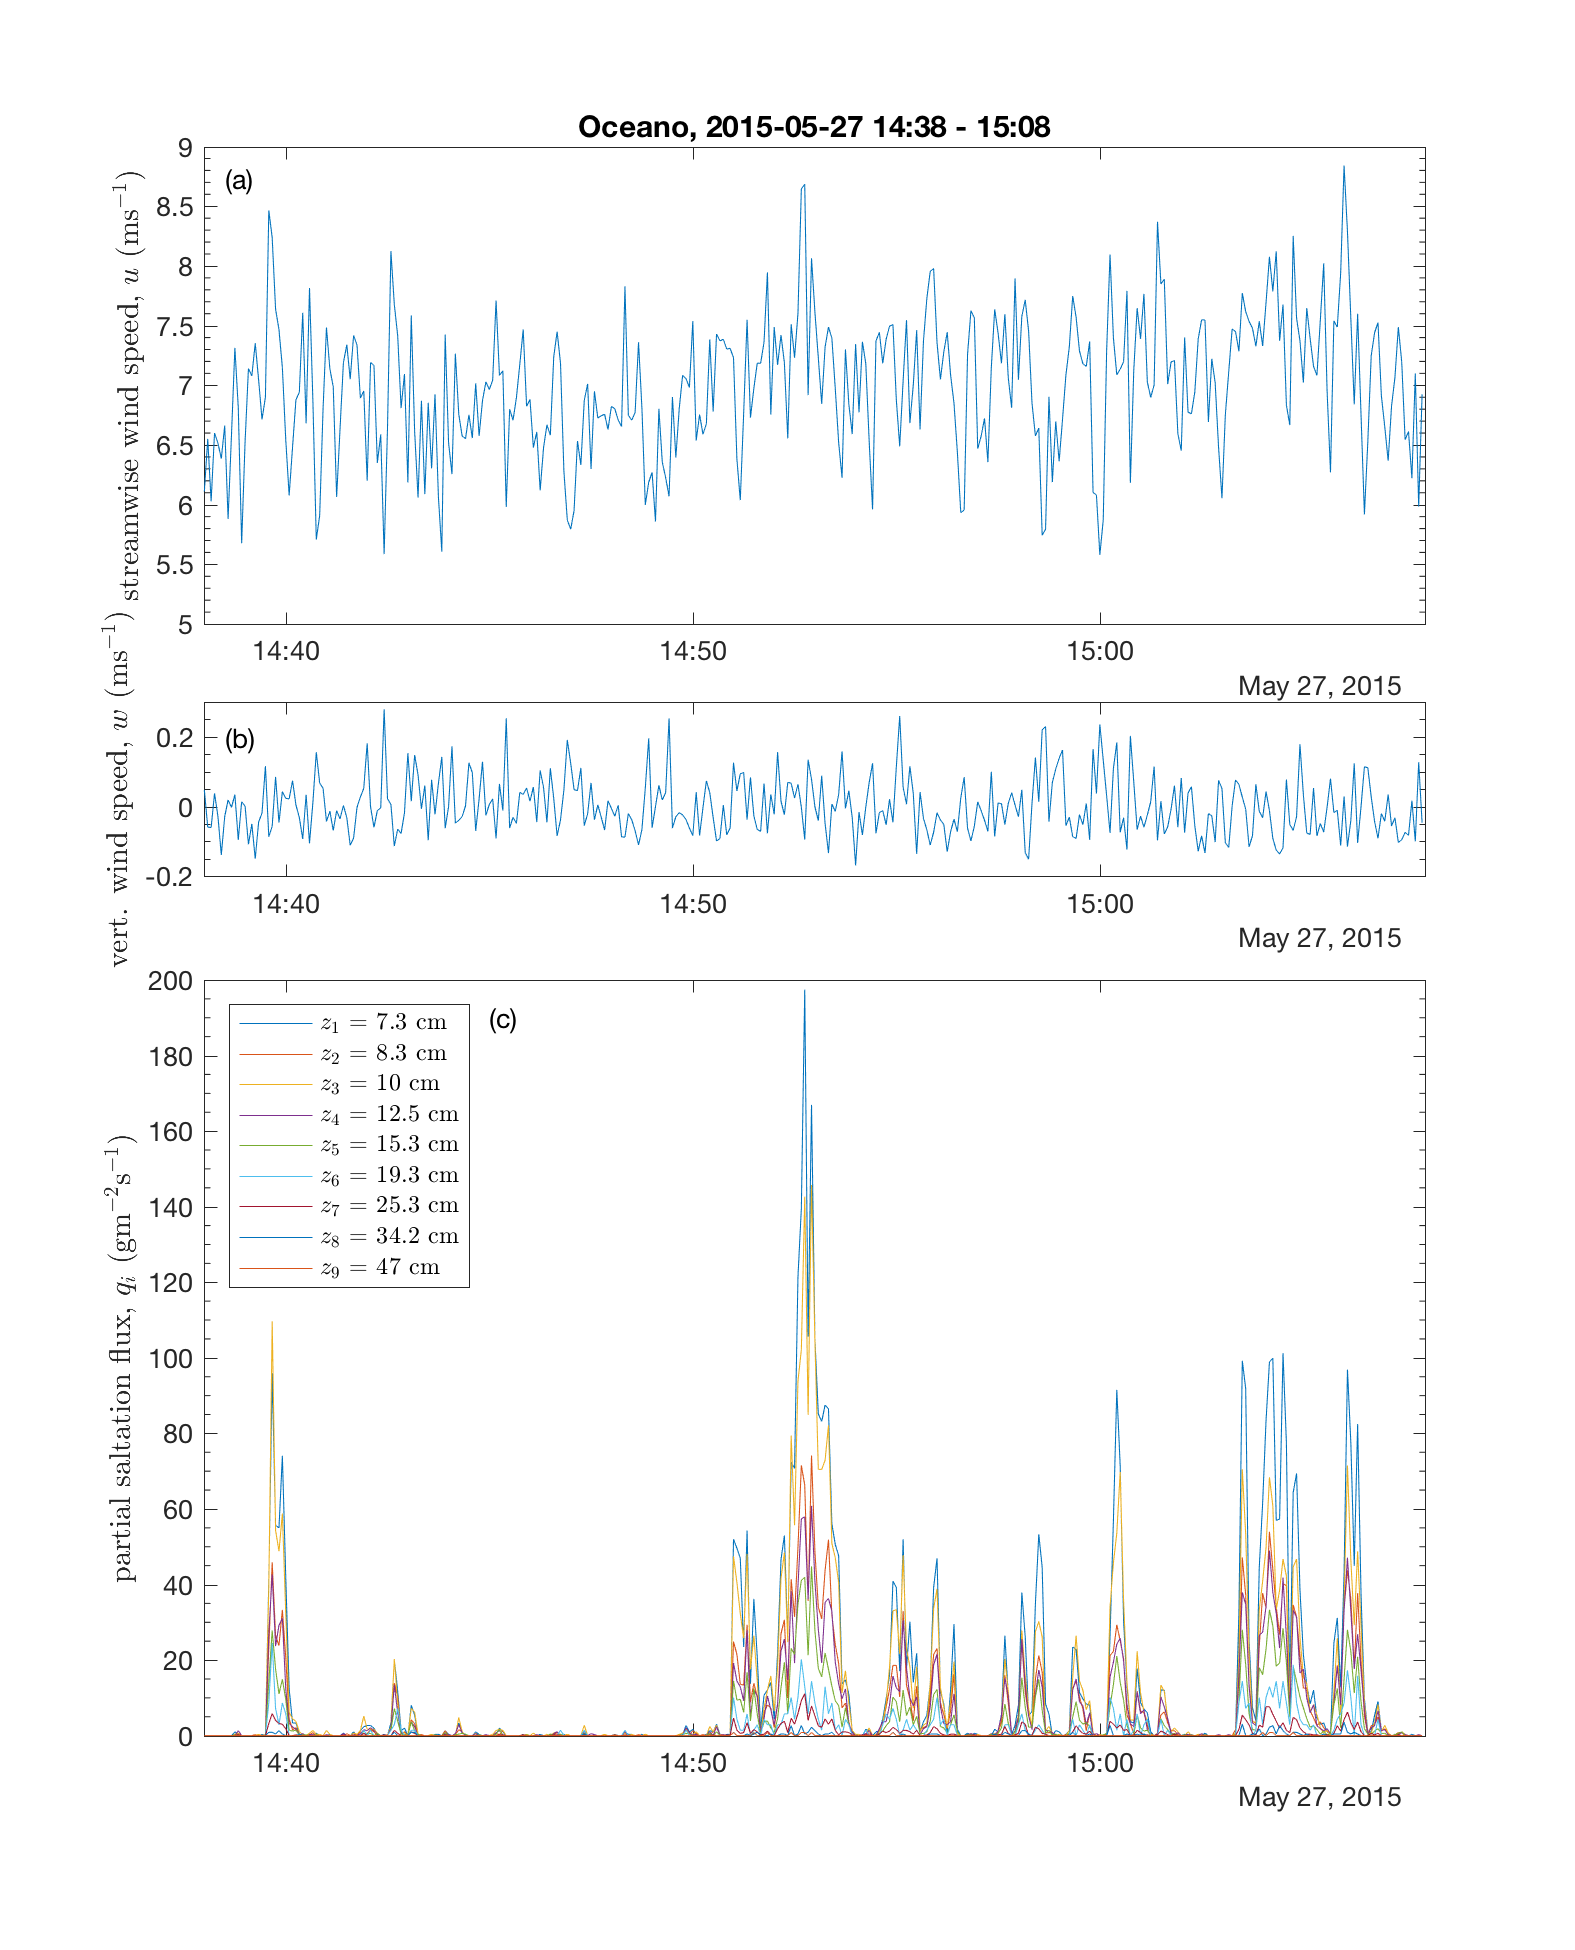 Oceano, 2015-05-27 14:38 - 15:08
(a)
streamwise wind speed, u (ms−1)
9
8.5
8
7.5
7
6.5
6
5.5
5
14:40 14:50 15:00
May 27, 2015
(b)
vert. wind speed, w (ms−1)
0.2
0
-0.2
14:40 14:50 15:00
May 27, 2015
(c)
partial saltation flux, qi (gm−2s−1)
200
180
160
140
120
100
80
60
40
20
0
z1 = 7.3 cm
z2 = 8.3 cm
z3 = 10 cm
z4 = 12.5 cm
z5 = 15.3 cm
z6 = 19.3 cm
z7 = 25.3 cm
z8 = 34.2 cm
z9 = 47 cm
14:40 14:50 15:00
May 27, 2015